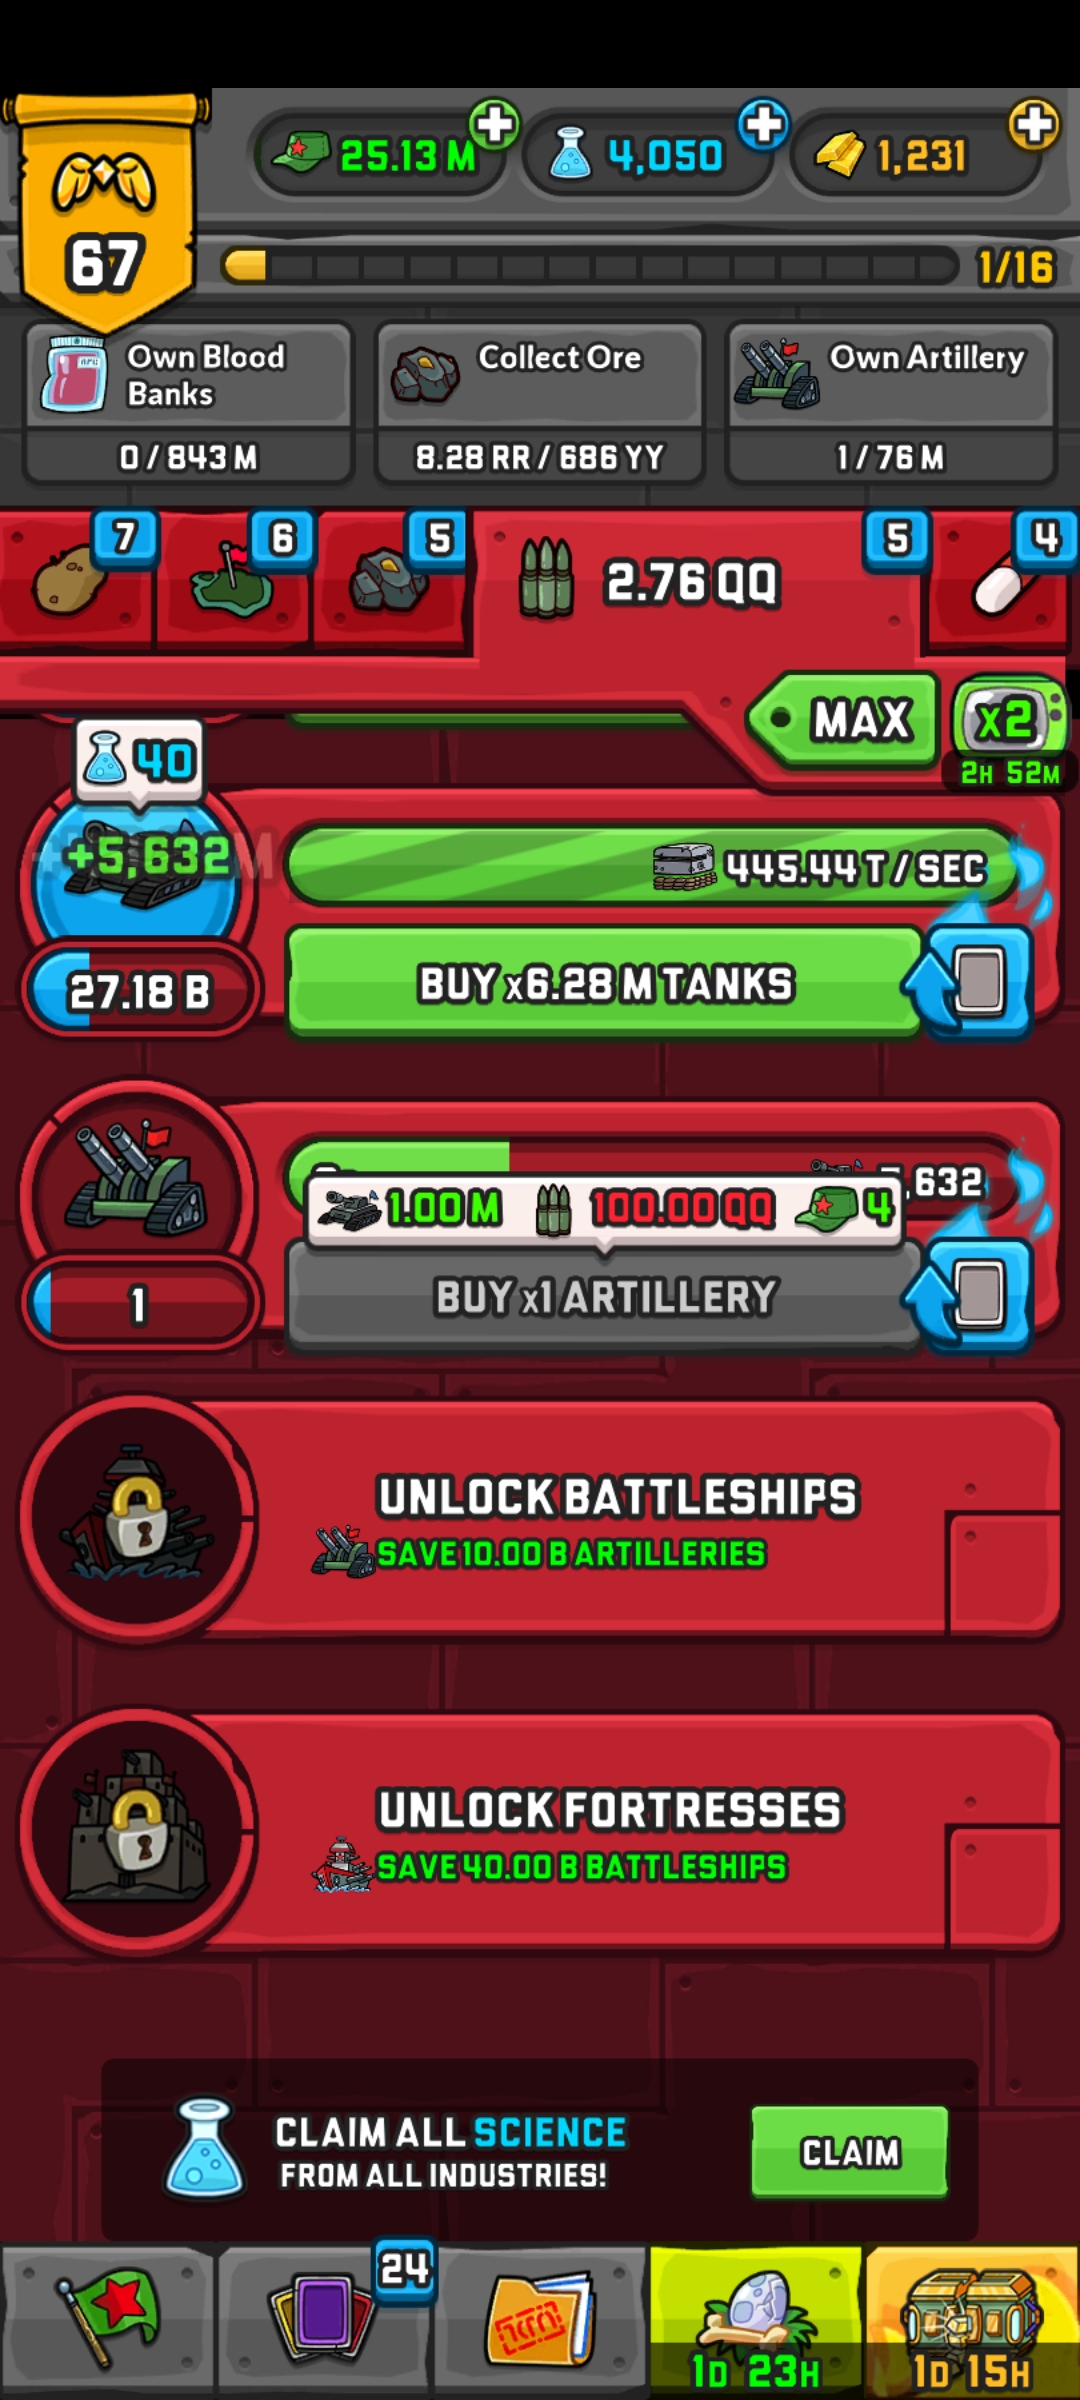 25.13 M
4,050
1,231
67
1/16
Own Blood
Banks
0 / 843 M
Collect Ore
8.28 RR / 686 YY
Own Artillery
1 / 76 M
7
6
5
2.76 QQ
5
4
MAX
x2
2H 52M
40
+5,632
445.44 T / SEC
27.18 B
BUY x6.28 M TANKS
,632
1.00 M
100.00 QQ
4
1
BUY x1 ARTILLERY
UNLOCK BATTLESHIPS
SAVE 10.00 B ARTILLERIES
UNLOCK FORTRESSES
SAVE 40.00 B BATTLESHIPS
CLAIM ALL SCIENCE
FROM ALL INDUSTRIES!
CLAIM
24
1D 23H
1D 15H